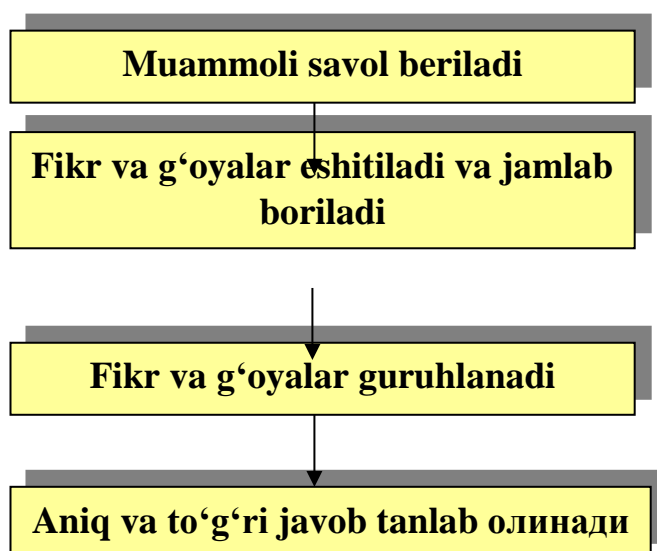 Muammoli savol beriladi
Fikr va g‘oyalar eshitiladi va jamlab
boriladi
Fikr va g‘oyalar guruhlanadi
Aniq va to‘g‘ri javob tanlab олинади